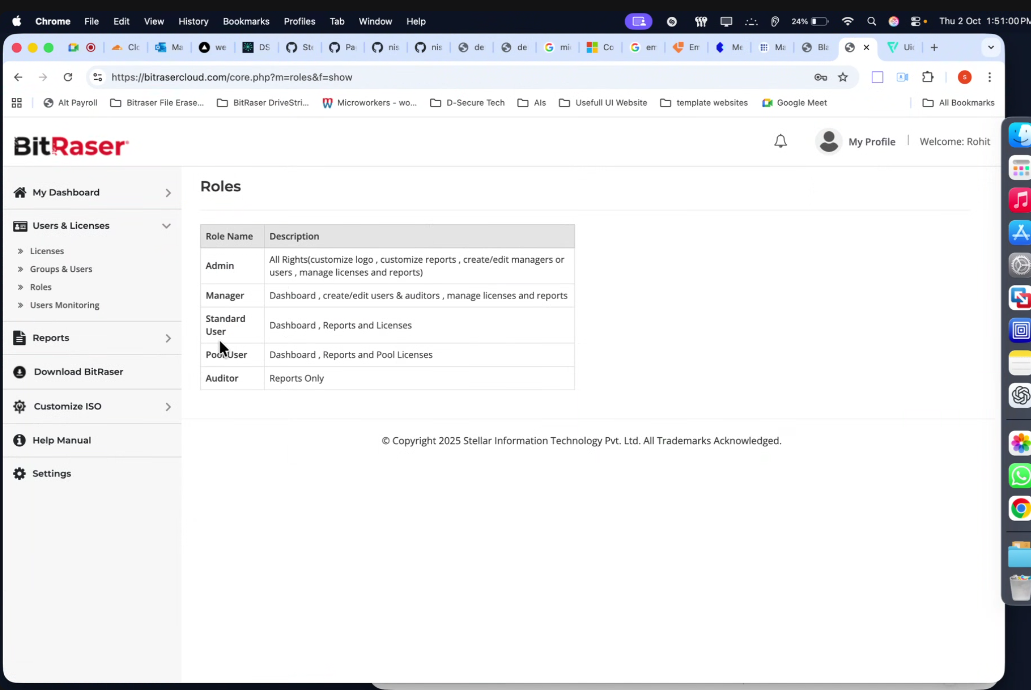 Chrome File Edit View History Bookmarks Profiles Tab Window Help 24% Thu 2 Oct 1:51:00 PM
Clo Ma we DS Ste Pa nis nis de de mic Co en Em Me Ma Bla Uic
https://bitrasercloud.com/core.php?m=roles&f=show S
Alt Payroll Bitraser File Erase... BitRaser DriveStri... Microworkers - wo... D-Secure Tech AIs Usefull UI Website template websites Google Meet All Bookmarks
BitRaser
My Profile | Welcome: Rohit
My Dashboard
Users & Licenses
» Licenses
» Groups & Users
» Roles
» Users Monitoring
Reports
Download BitRaser
Customize ISO
Help Manual
Settings
Roles
Role Name Description
Admin All Rights(customize logo , customize reports , create/edit managers or
users , manage licenses and reports)
Manager Dashboard , create/edit users & auditors , manage licenses and reports
Standard
User Dashboard , Reports and Licenses
Pool User Dashboard , Reports and Pool Licenses
Auditor Reports Only
© Copyright 2025 Stellar Information Technology Pvt. Ltd. All Trademarks Acknowledged.